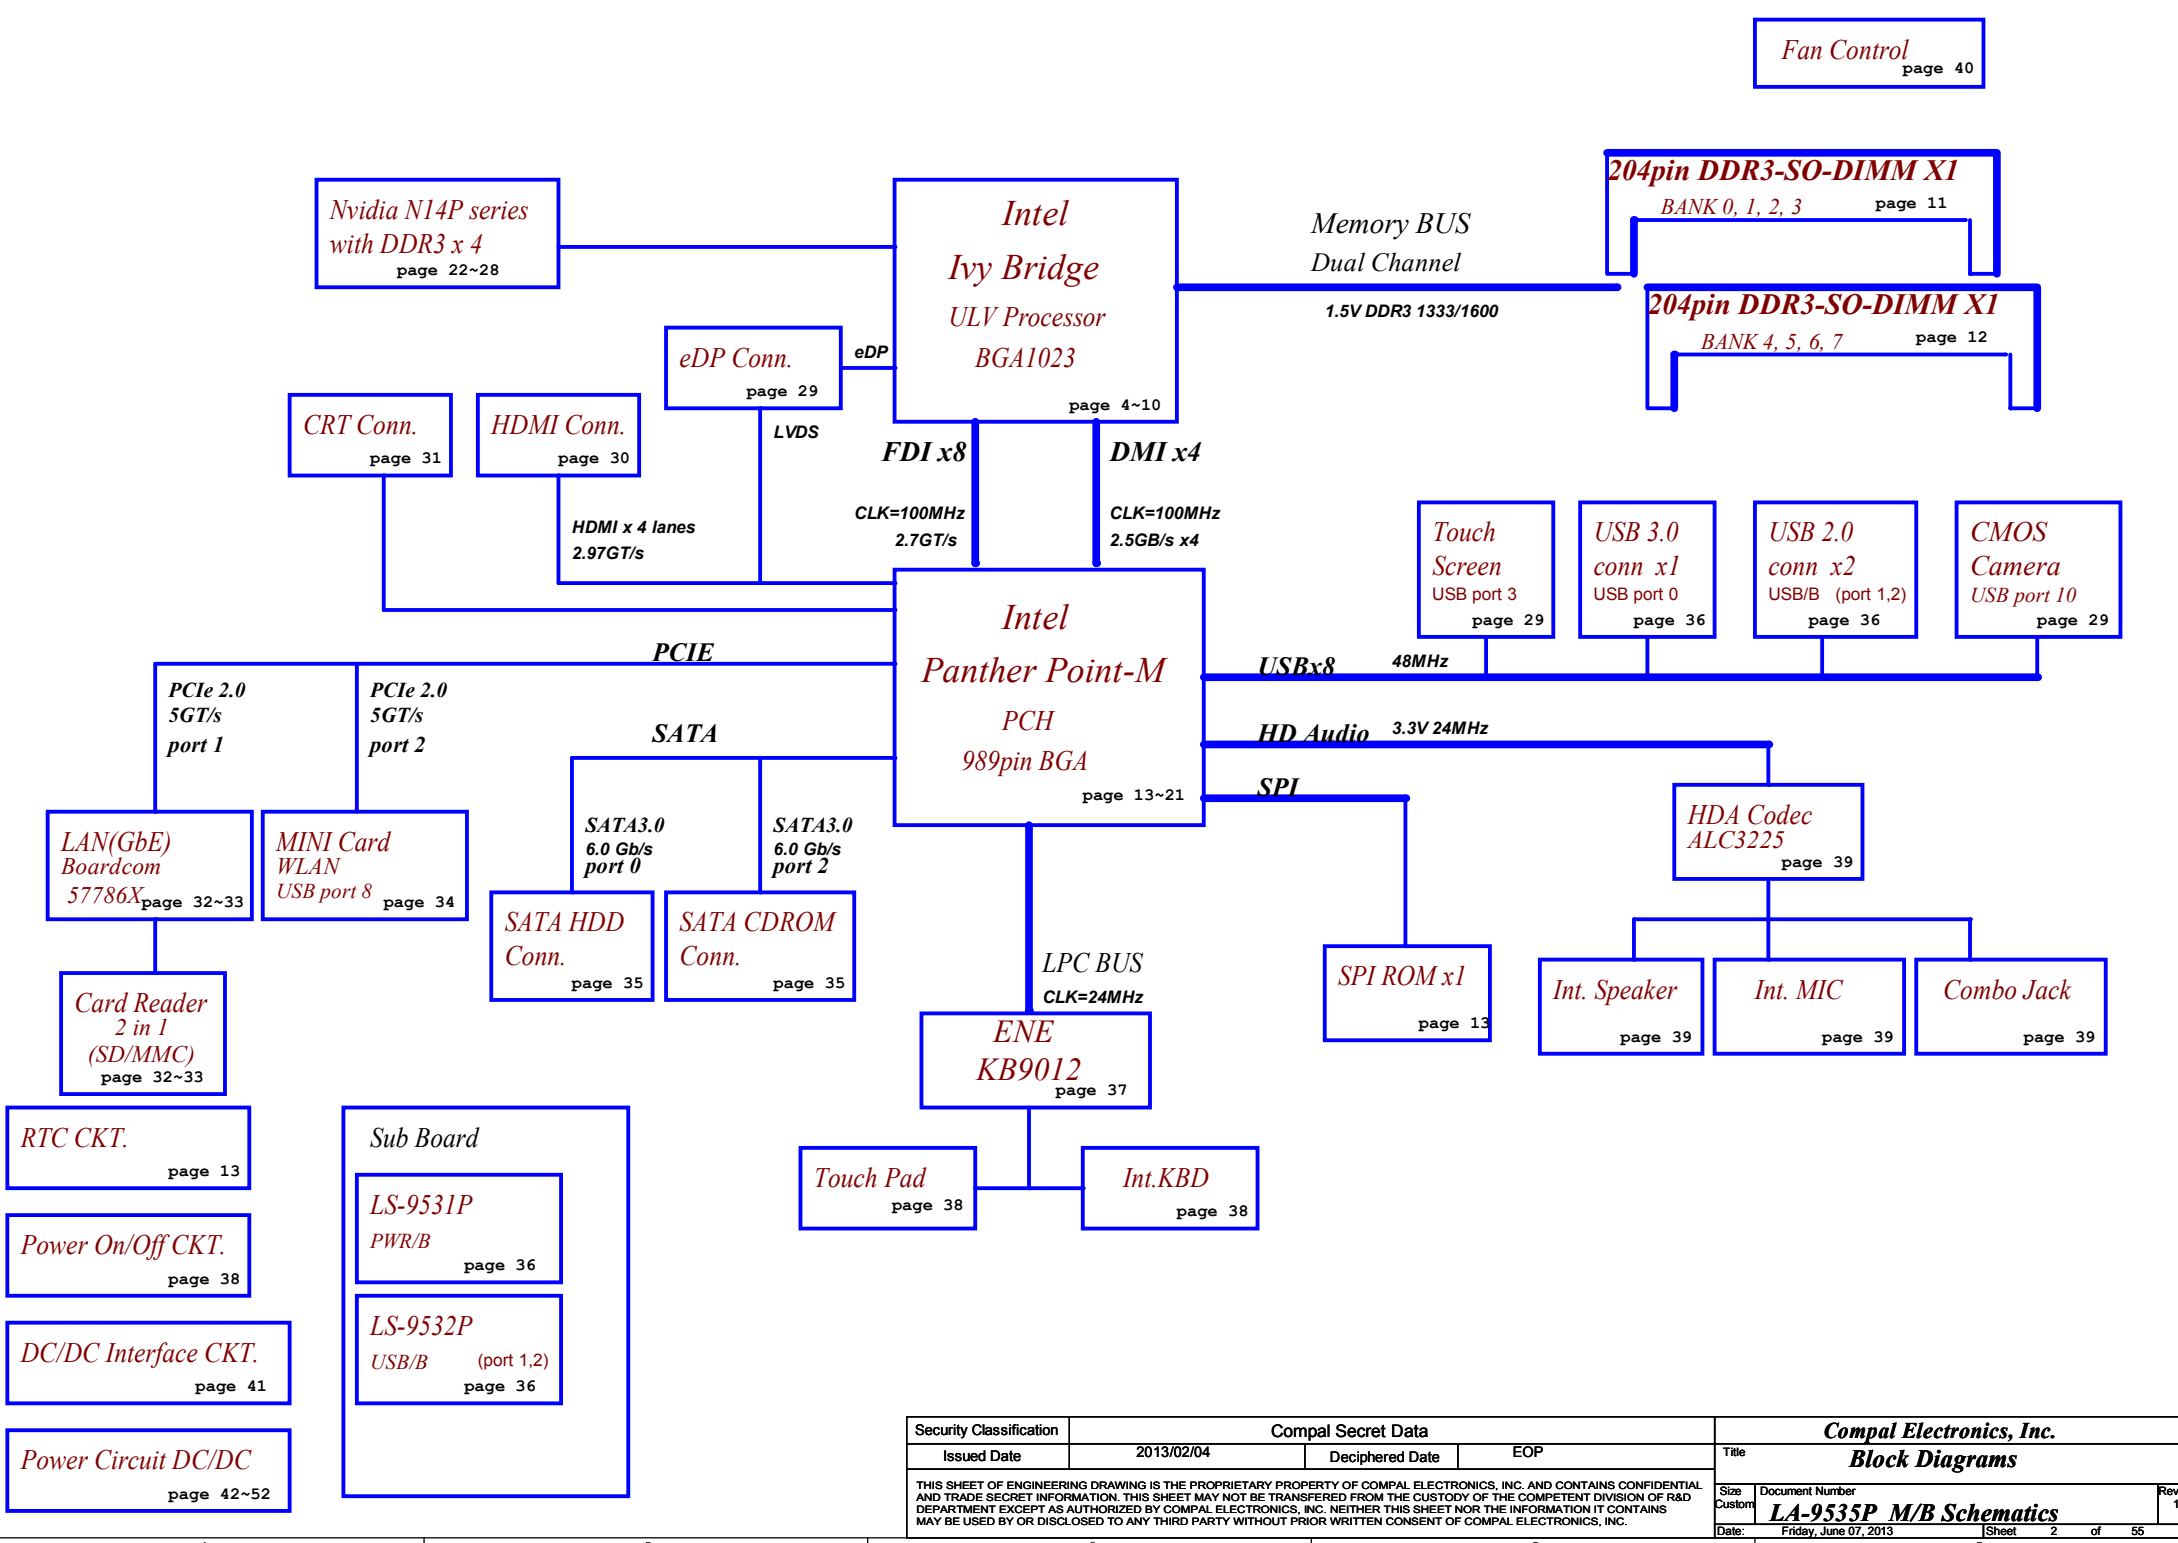 Fan Control
page 40
204pin DDR3-SO-DIMM X1
BANK 0, 1, 2, 3
page 11
204pin DDR3-SO-DIMM X1
BANK 4, 5, 6, 7
page 12
Memory BUS
Dual Channel
1.5V DDR3 1333/1600
Nvidia N14P series
with DDR3 x 4
page 22~28
Intel
Ivy Bridge
ULV Processor
BGA1023
page 4~10
eDP Conn.
page 29
eDP
LVDS
CRT Conn.
page 31
HDMI Conn.
page 30
HDMI x 4 lanes
2.97GT/s
FDI x8
CLK=100MHz
2.7GT/s
DMI x4
CLK=100MHz
2.5GB/s x4
Touch
Screen
USB port 3
page 29
USB 3.0
conn x1
USB port 0
page 36
USB 2.0
conn x2
USB/B (port 1,2)
page 36
CMOS
Camera
USB port 10
page 29
Intel
Panther Point-M
PCH
989pin BGA
page 13~21
PCIE
PCIe 2.0
5GT/s
port 1
PCIe 2.0
5GT/s
port 2
SATA
SATA3.0
6.0 Gb/s
port 0
SATA3.0
6.0 Gb/s
port 2
USBx8
48MHz
HD Audio
3.3V 24MHz
SPI
LAN(GbE)
Boardcom
57786X
page 32~33
MINI Card
WLAN
USB port 8
page 34
SATA HDD
Conn.
page 35
SATA CDROM
Conn.
page 35
HDA Codec
ALC3225
page 39
LPC BUS
CLK=24MHz
SPI ROM x1
page 13
Int. Speaker
page 39
Int. MIC
page 39
Combo Jack
page 39
Card Reader
2 in 1
(SD/MMC)
page 32~33
ENE
KB9012
page 37
Touch Pad
page 38
Int.KBD
page 38
RTC CKT.
page 13
Power On/Off CKT.
page 38
DC/DC Interface CKT.
page 41
Power Circuit DC/DC
page 42~52
Sub Board
LS-9531P
PWR/B
page 36
LS-9532P
USB/B (port 1,2)
page 36
Security Classification
Compal Secret Data
Issued Date
2013/02/04
Deciphered Date
EOP
THIS SHEET OF ENGINEERING DRAWING IS THE PROPRIETARY PROPERTY OF COMPAL ELECTRONICS, INC. AND CONTAINS CONFIDENTIAL
AND TRADE SECRET INFORMATION. THIS SHEET MAY NOT BE TRANSFERED FROM THE CUSTODY OF THE COMPETENT DIVISION OF R&D
DEPARTMENT EXCEPT AS AUTHORIZED BY COMPAL ELECTRONICS, INC. NEITHER THIS SHEET NOR THE INFORMATION IT CONTAINS
MAY BE USED BY OR DISCLOSED TO ANY THIRD PARTY WITHOUT PRIOR WRITTEN CONSENT OF COMPAL ELECTRONICS, INC.
Compal Electronics, Inc.
Title
Block Diagrams
Size
Custom
Document Number
LA-9535P M/B Schematics
Rev
Date: Friday, June 07, 2013
Sheet 2 of 55